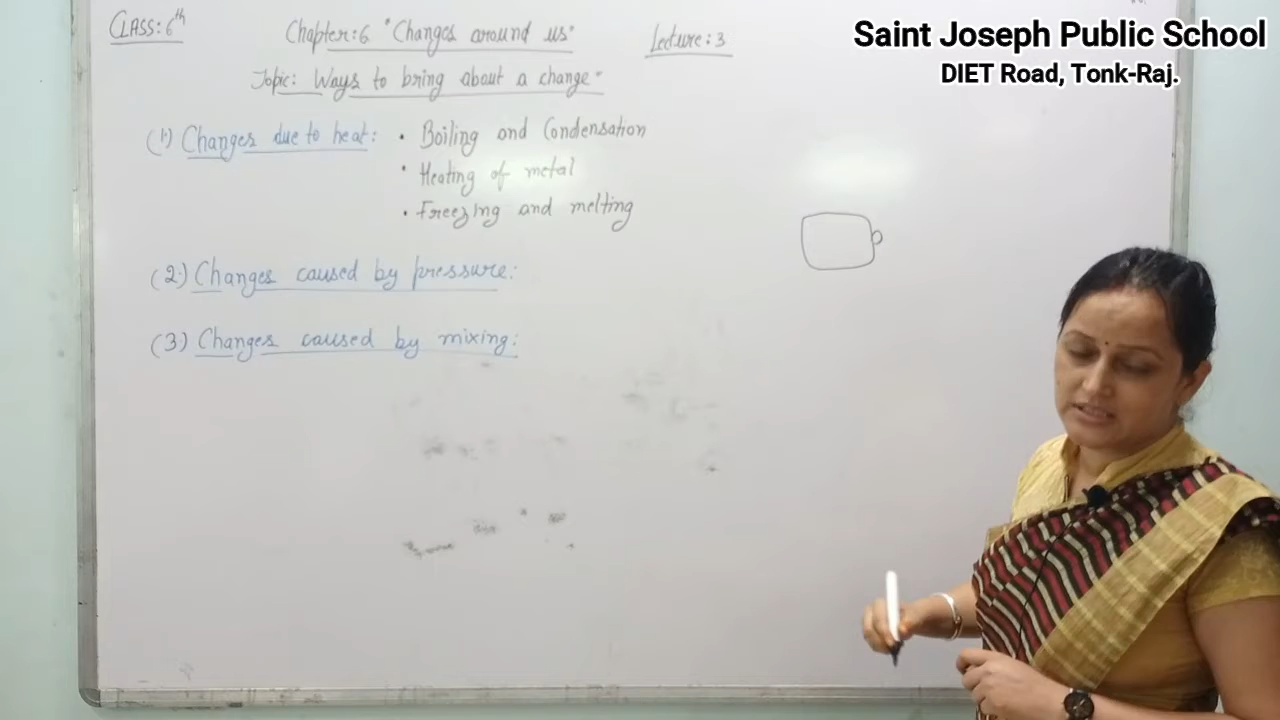 CLASS: 6th
Chapter: 6 "Changes around us"
Lecture: 3
Saint Joseph Public School
DIET Road, Tonk-Raj.
Topic: Ways to bring about a change"
(1) Changes due to heat: • Boiling and Condensation
• Heating of metal
• Freezing and melting
(2) Changes caused by pressure:
(3) Changes caused by mixing: